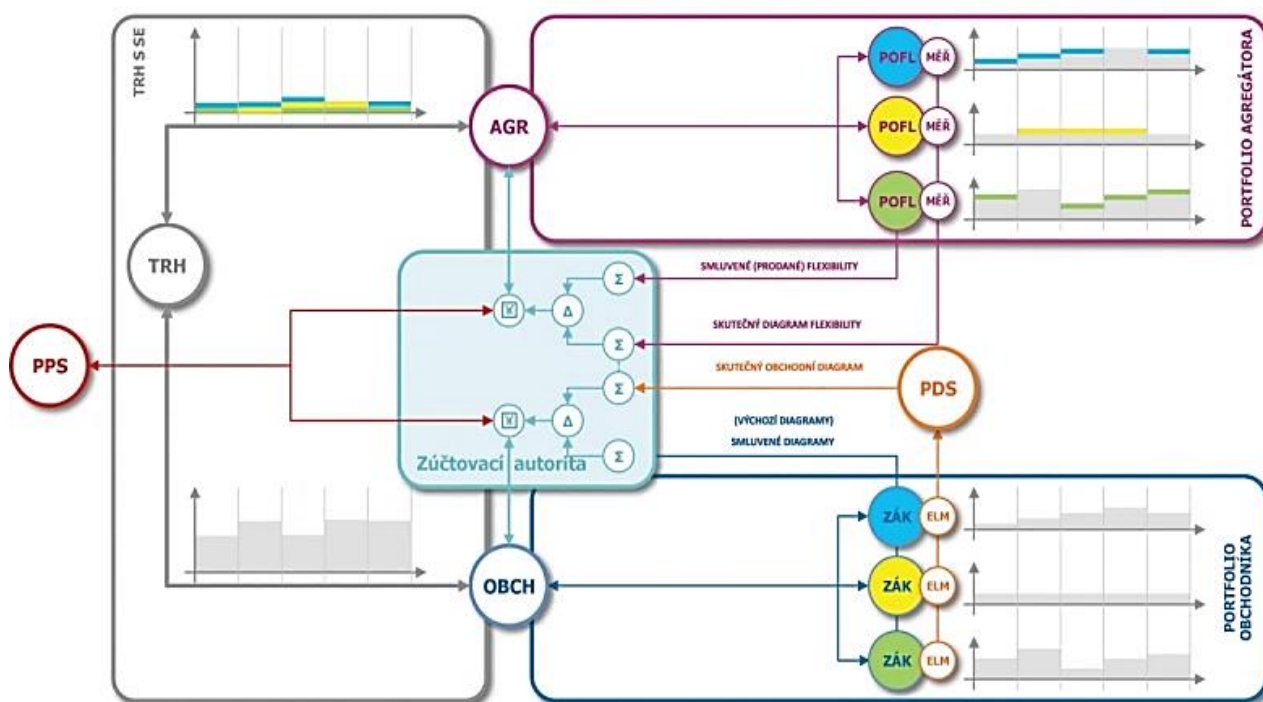 TRH S SE
AGR
TRH
PPS
POFL
MĚŘ
POFL
MĚŘ
POFL
MĚŘ
PORTFOLIO AGREGÁTORA
SMLUVENÉ (PRODANÉ) FLEXIBILITY
Σ
Δ
SKUTEČNÝ DIAGRAM FLEXIBILITY
Σ
SKUTEČNÝ OBCHODNÍ DIAGRAM
Σ
PDS
Δ
(VÝCHOZÍ DIAGRAMY)
SMLUVENÉ DIAGRAMY
Σ
Zúčtovací autorita
OBCH
ZÁK
ELM
ZÁK
ELM
ZÁK
ELM
PORTFOLIO
OBCHODNÍKA